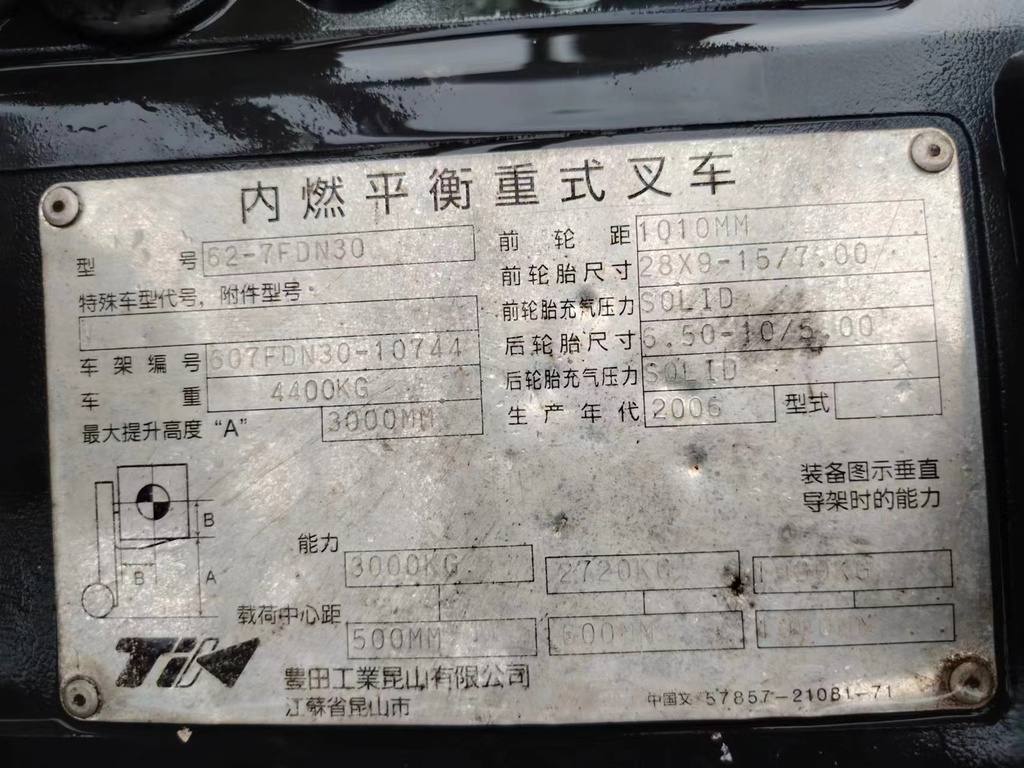 内燃平衡重式叉车
型号 62-7FDN30
特殊车型代号，附件型号
车架编号 607FDN30-10744
车重 4400KG
最大提升高度 "A" 3000MM
前轮距 1010MM
前轮胎尺寸 28X9-15/7.00
前轮胎充气压力 SOLID
后轮胎尺寸 6.50-10/5.00
后轮胎充气压力 SOLID
生产年代 2006 型式
装备图示垂直
导架时的能力
B
B
A
能力 3000KG 2720KG
载荷中心距 500MM 600MM
TiK
豐田工業昆山有限公司
江蘇省昆山市
中国文 57857-21081-71